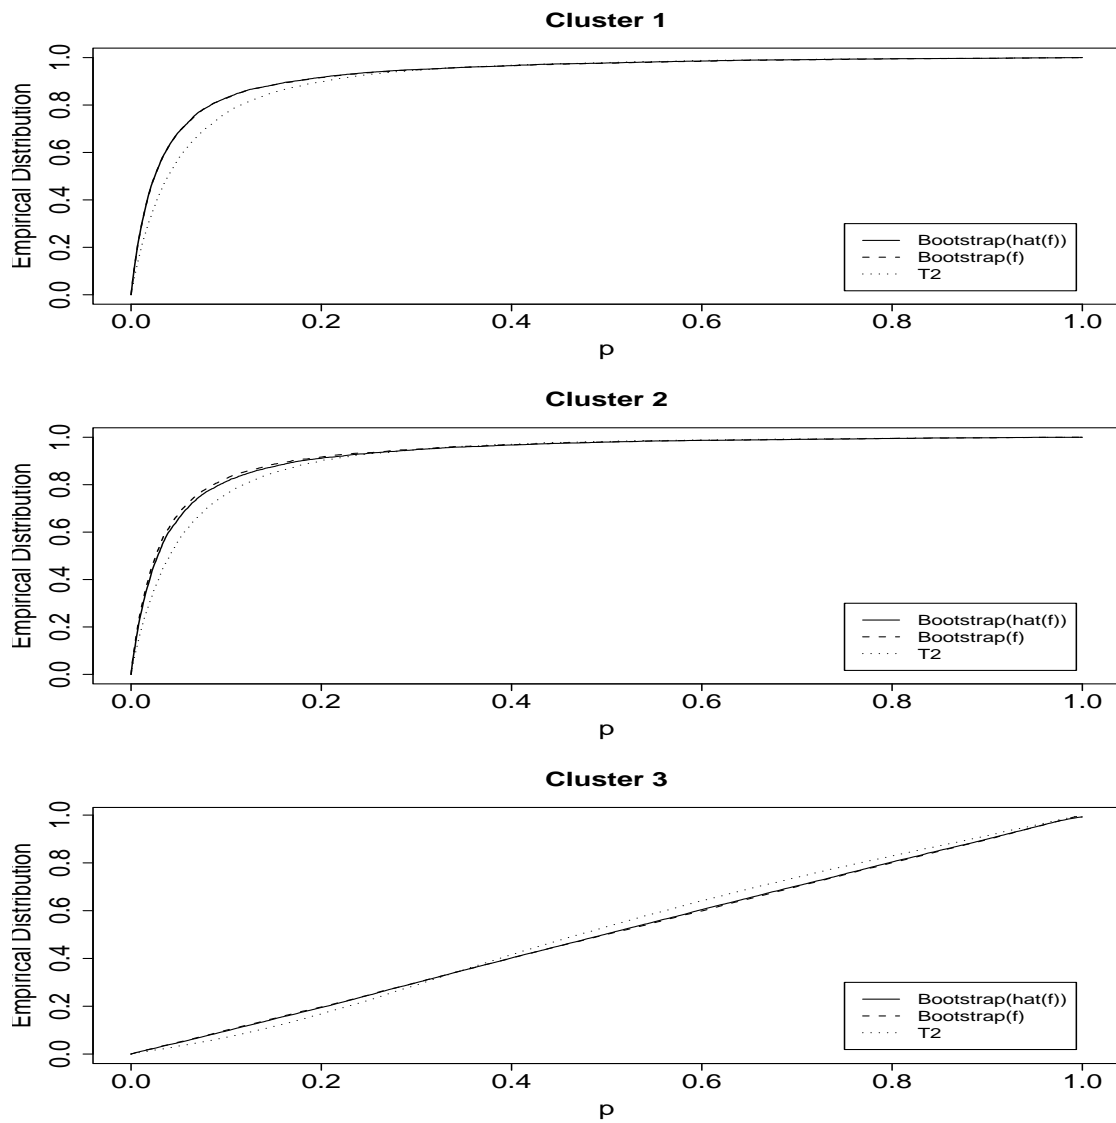 Cluster 1
Empirical Distribution
1.0
0.8
0.6
0.4
0.2
0.0
Bootstrap(hat(f))
Bootstrap(f)
T2
0.0 0.2 0.4 0.6 0.8 1.0
p
Cluster 2
Empirical Distribution
1.0
0.8
0.6
0.4
0.2
0.0
Bootstrap(hat(f))
Bootstrap(f)
T2
0.0 0.2 0.4 0.6 0.8 1.0
p
Cluster 3
Empirical Distribution
1.0
0.8
0.6
0.4
0.2
0.0
Bootstrap(hat(f))
Bootstrap(f)
T2
0.0 0.2 0.4 0.6 0.8 1.0
p